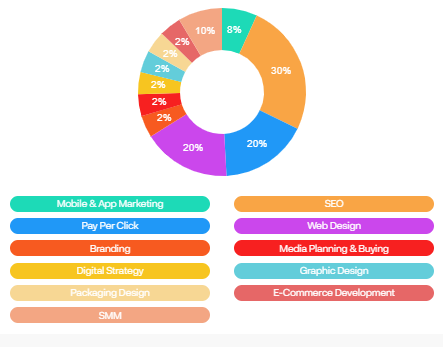 8%
30%
20%
20%
2%
2%
2%
2%
2%
2%
10%
Mobile & App Marketing
SEO
Pay Per Click
Web Design
Branding
Media Planning & Buying
Digital Strategy
Graphic Design
Packaging Design
E-Commerce Development
SMM